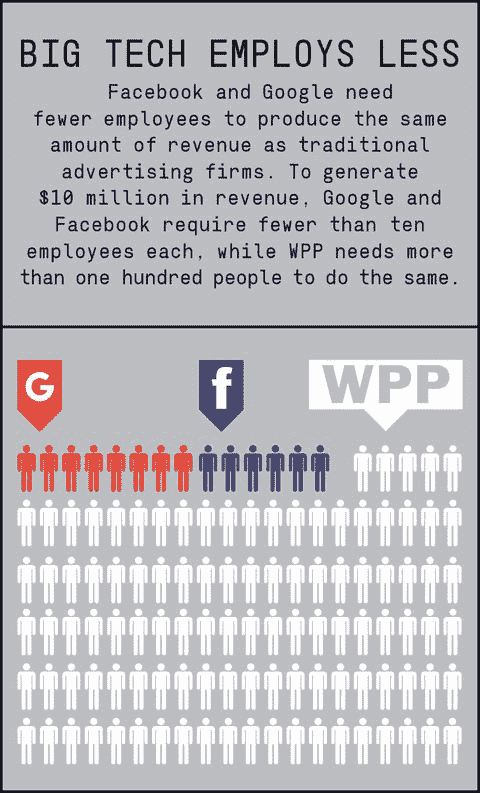 BIG TECH EMPLOYS LESS
Facebook and Google need
fewer employees to produce the same
amount of revenue as traditional
advertising firms. To generate
$10 million in revenue, Google and
Facebook require fewer than ten
employees each, while WPP needs more
than one hundred people to do the same.
G f WPP